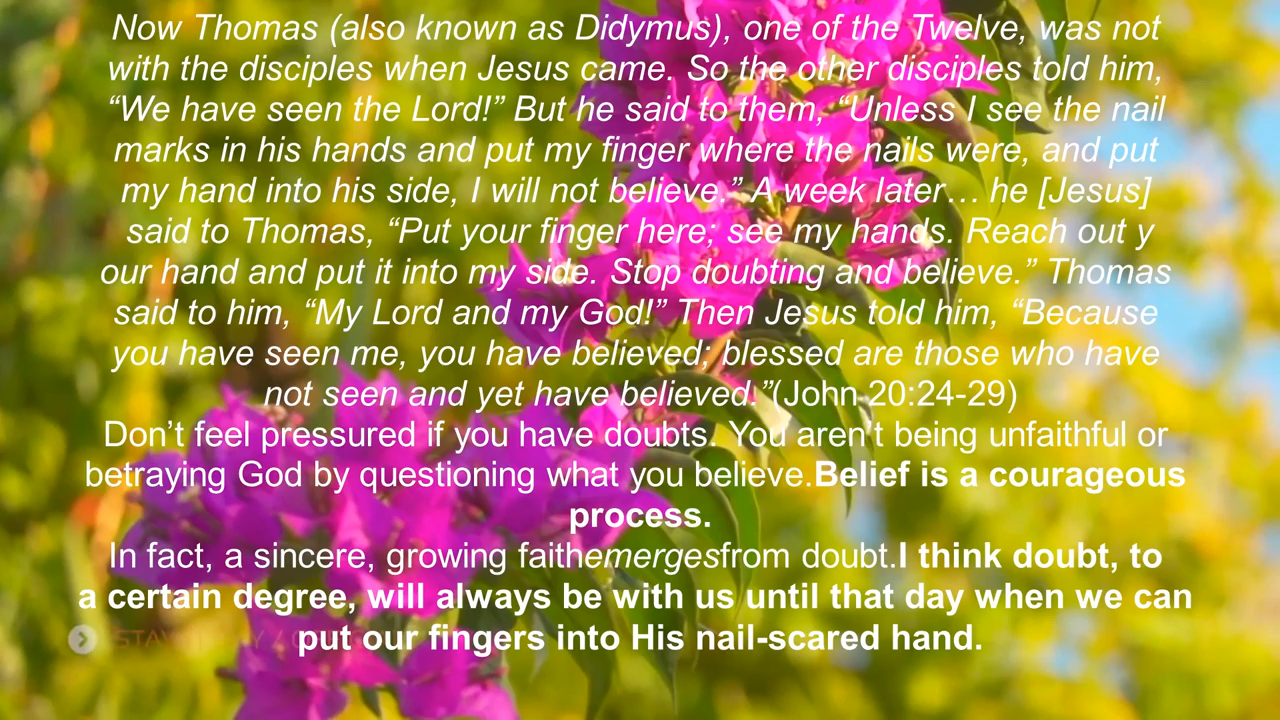 Now Thomas (also known as Didymus), one of the Twelve, was not
with the disciples when Jesus came. So the other disciples told him,
“We have seen the Lord!” But he said to them, “Unless I see the nail
marks in his hands and put my finger where the nails were, and put
my hand into his side, I will not believe.” A week later… he [Jesus]
said to Thomas, “Put your finger here; see my hands. Reach out y
our hand and put it into my side. Stop doubting and believe.” Thomas
said to him, “My Lord and my God!” Then Jesus told him, “Because
you have seen me, you have believed; blessed are those who have
not seen and yet have believed.”(John 20:24-29)
Don’t feel pressured if you have doubts. You aren’t being unfaithful or
betraying God by questioning what you believe.Belief is a courageous
process.
In fact, a sincere, growing faithemergesfrom doubt.I think doubt, to
a certain degree, will always be with us until that day when we can
put our fingers into His nail-scared hand.